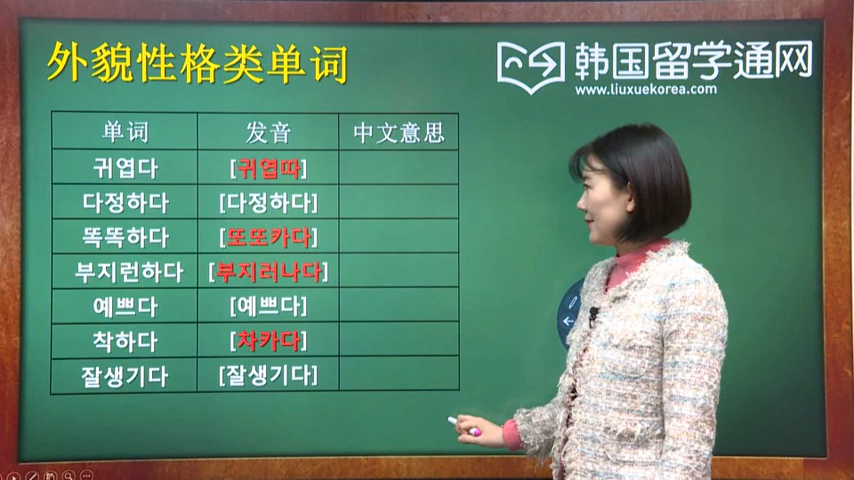 外貌性格类单词
韩国留学通网
www.liuxuekorea.com
单词 发音 中文意思
귀엽다 [귀엽따]
다정하다 [다정하다]
똑똑하다 [또또카다]
부지런하다 [부지러나다]
예쁘다 [예쁘다]
착하다 [차카다]
잘생기다 [잘생기다]